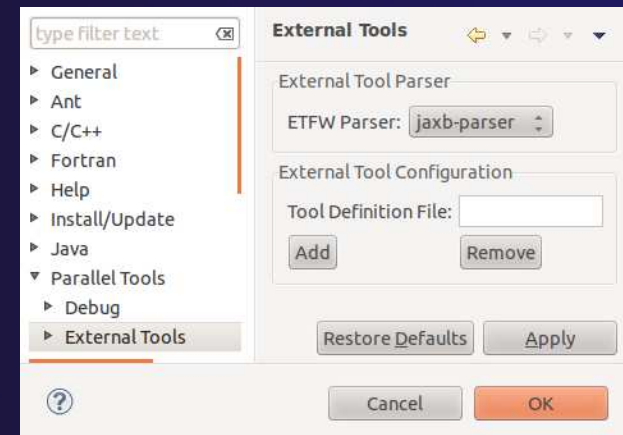 type filter text
General
Ant
C/C++
Fortran
Help
Install/Update
Java
Parallel Tools
Debug
External Tools
External Tools
External Tool Parser
ETFW Parser: jaxb-parser
External Tool Configuration
Tool Definition File:
Add Remove
Restore Defaults Apply
? Cancel OK